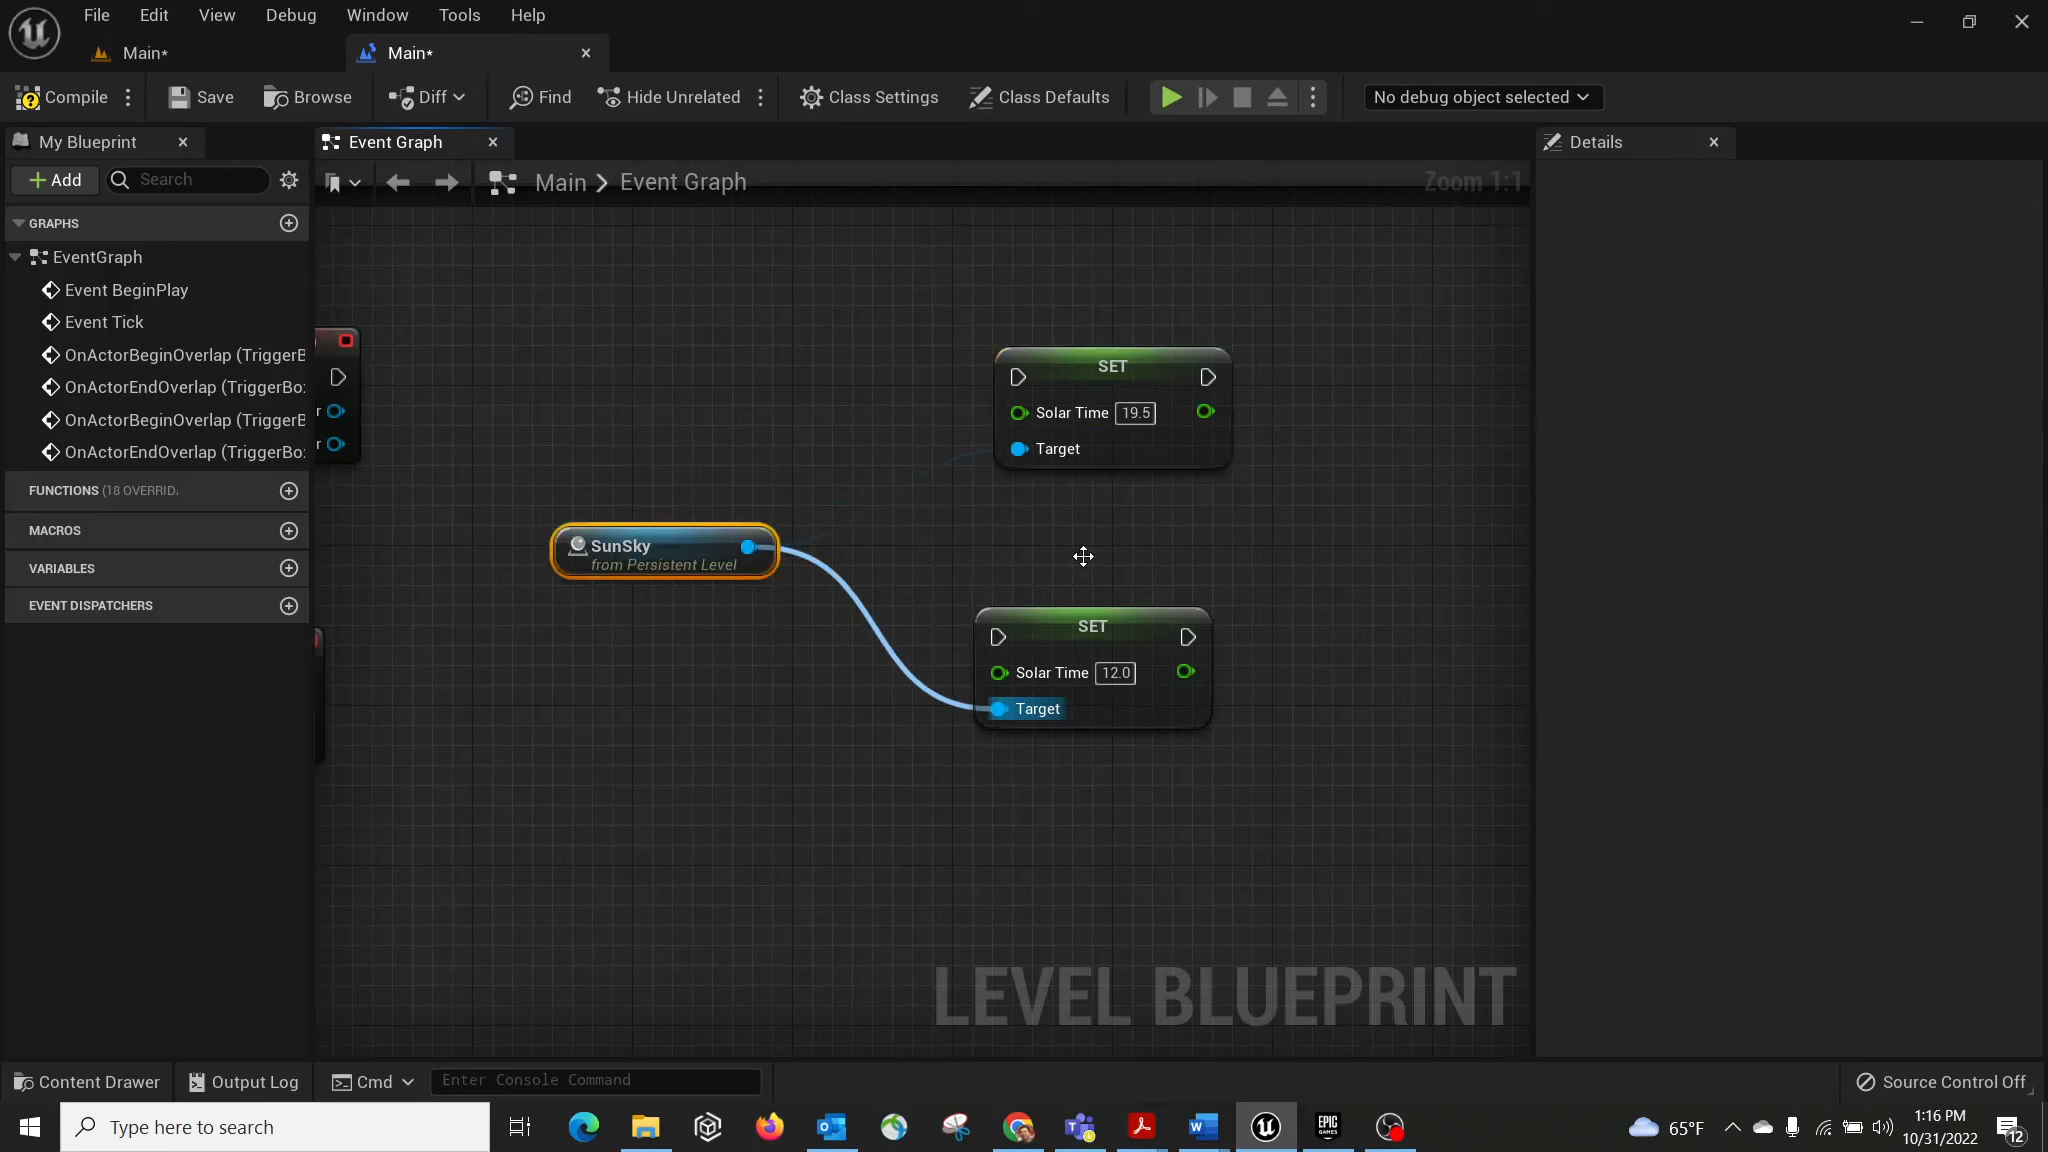 File Edit View Debug Window Tools Help
Main* Main*
Compile Save Browse Diff Find Hide Unrelated Class Settings Class Defaults No debug object selected
My Blueprint Event Graph Details
Add Search Main > Event Graph Zoom 1:1
GRAPHS
EventGraph
Event BeginPlay
Event Tick
OnActorBeginOverlap (TriggerB
OnActorEndOverlap (TriggerBo
OnActorBeginOverlap (TriggerB
OnActorEndOverlap (TriggerBo
FUNCTIONS (18 OVERRID
MACROS
VARIABLES
EVENT DISPATCHERS
r
r
SET
Solar Time 19.5
Target
SunSky
from Persistent Level
SET
Solar Time 12.0
Target
LEVEL BLUEPRINT
Content Drawer Output Log Cmd Enter Console Command Source Control Off
Type here to search 65°F 1:16 PM
10/31/2022 12
EPIC
GAMES